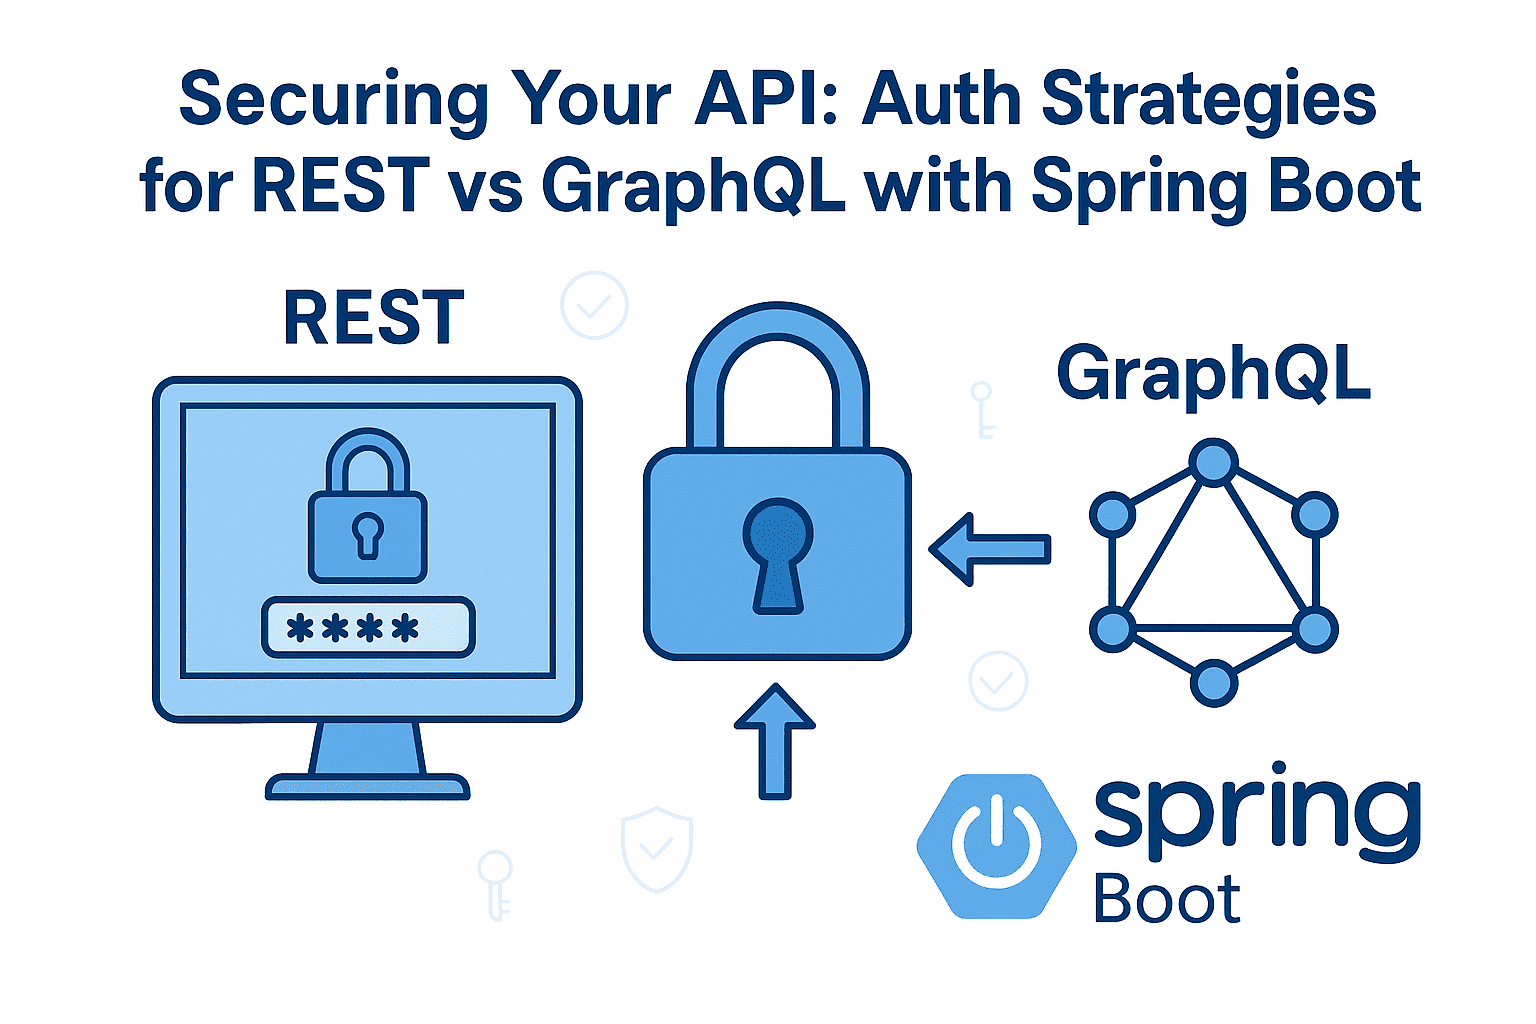 Securing Your API: Auth Strategies
for REST vs GraphQL with Spring Boot
REST
GraphQL
****
spring
Boot